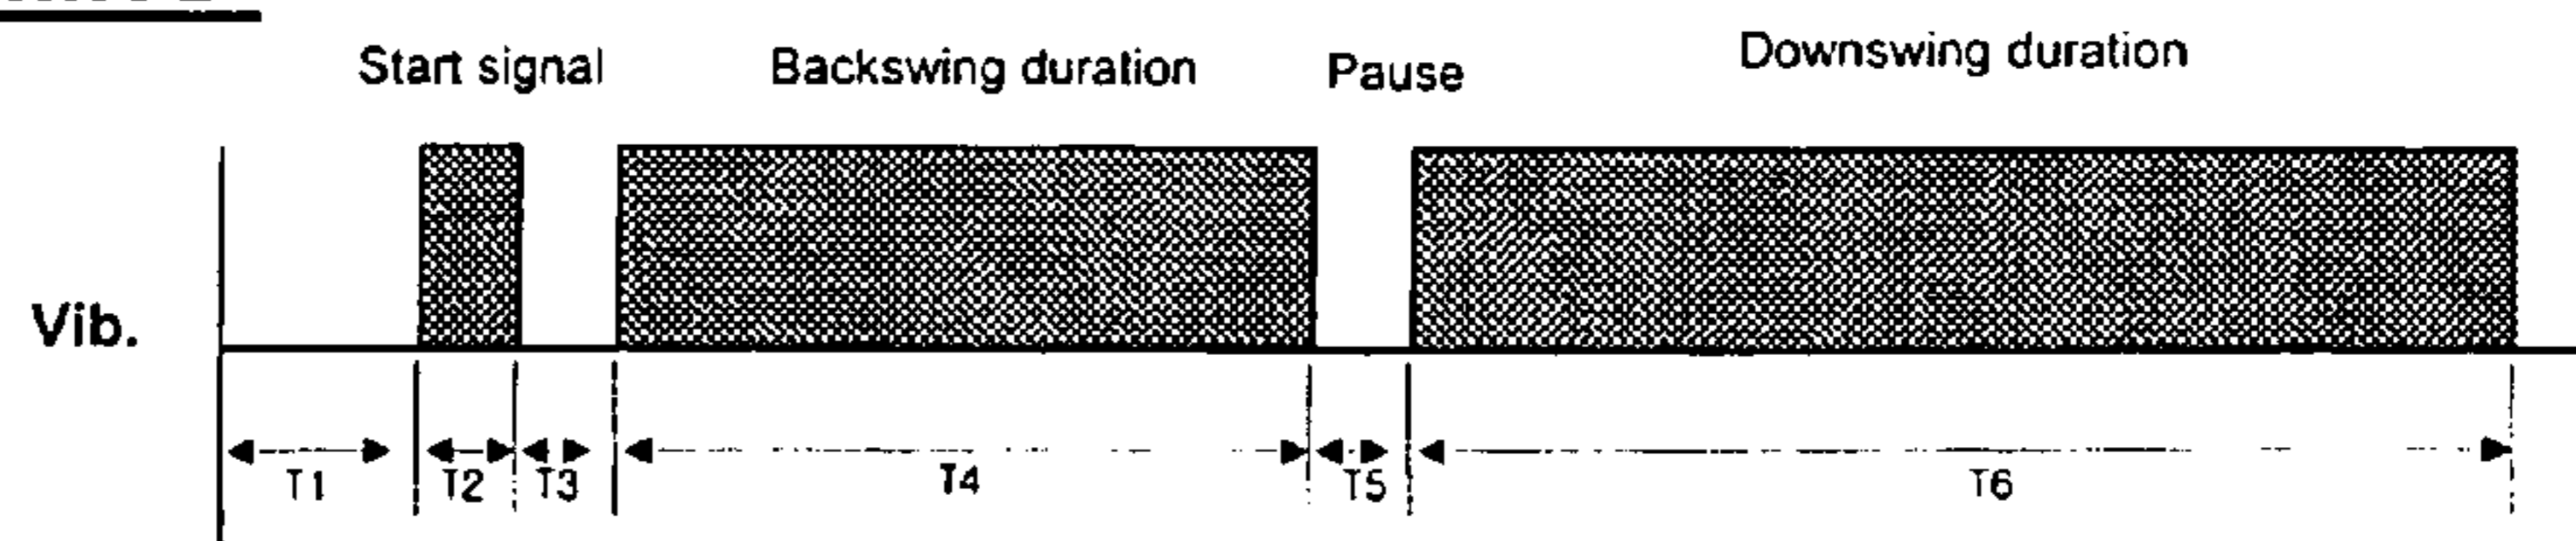 Start signal Backswing duration Pause Downswing duration
Vib.
T1 T2 T3 T4 T5 T6